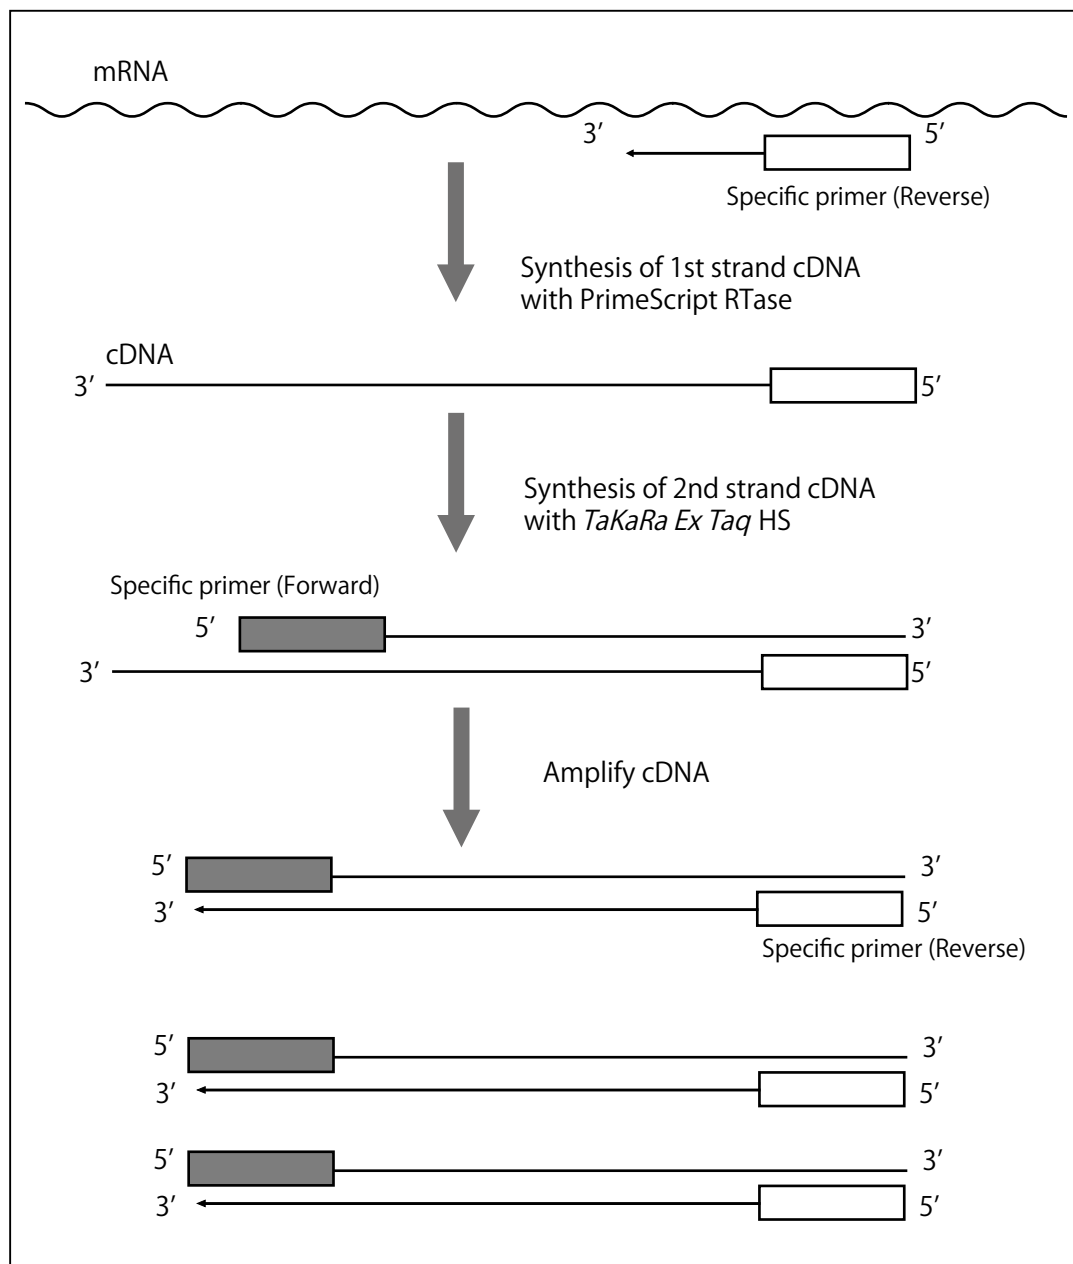 mRNA
3′ 5′
Specific primer (Reverse)
Synthesis of 1st strand cDNA
with PrimeScript RTase
cDNA
3′ 5′
Synthesis of 2nd strand cDNA
with TaKaRa Ex Taq HS
Specific primer (Forward)
5′ 3′
3′ 5′
Amplify cDNA
5′ 3′
3′ 5′
Specific primer (Reverse)
5′ 3′
3′ 5′
5′ 3′
3′ 5′